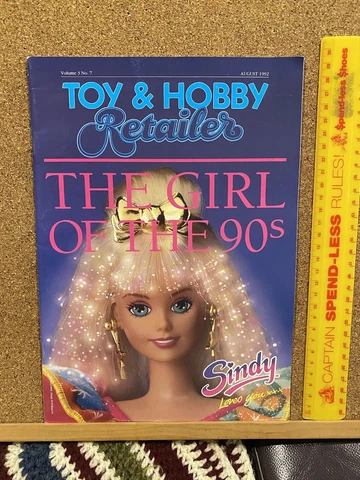 Volume 3 No. 7
AUGUST 1992
TOY & HOBBY
Retailer
THE GIRL
OF THE 90s
Sindy
Loves you...
CAPTAIN SPEND-LESS RULES!
Spend-less Shoes